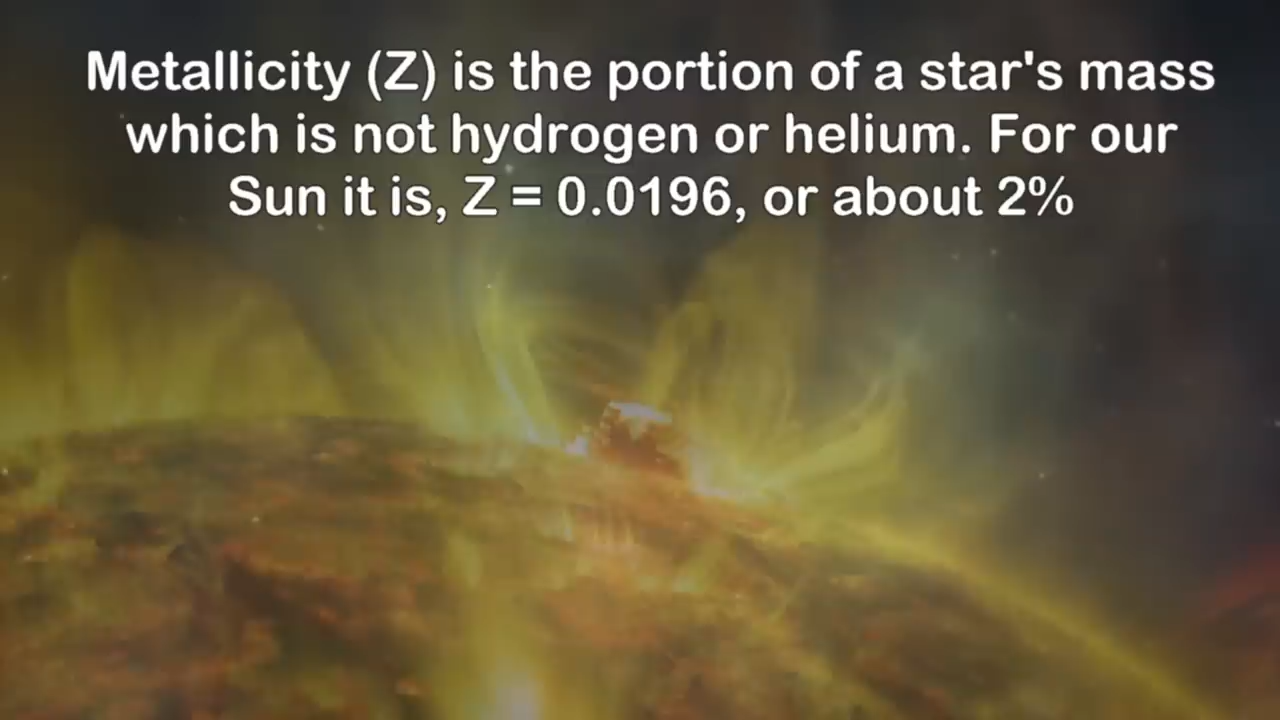 Metallicity (Z) is the portion of a star's mass
which is not hydrogen or helium. For our
Sun it is, Z = 0.0196, or about 2%